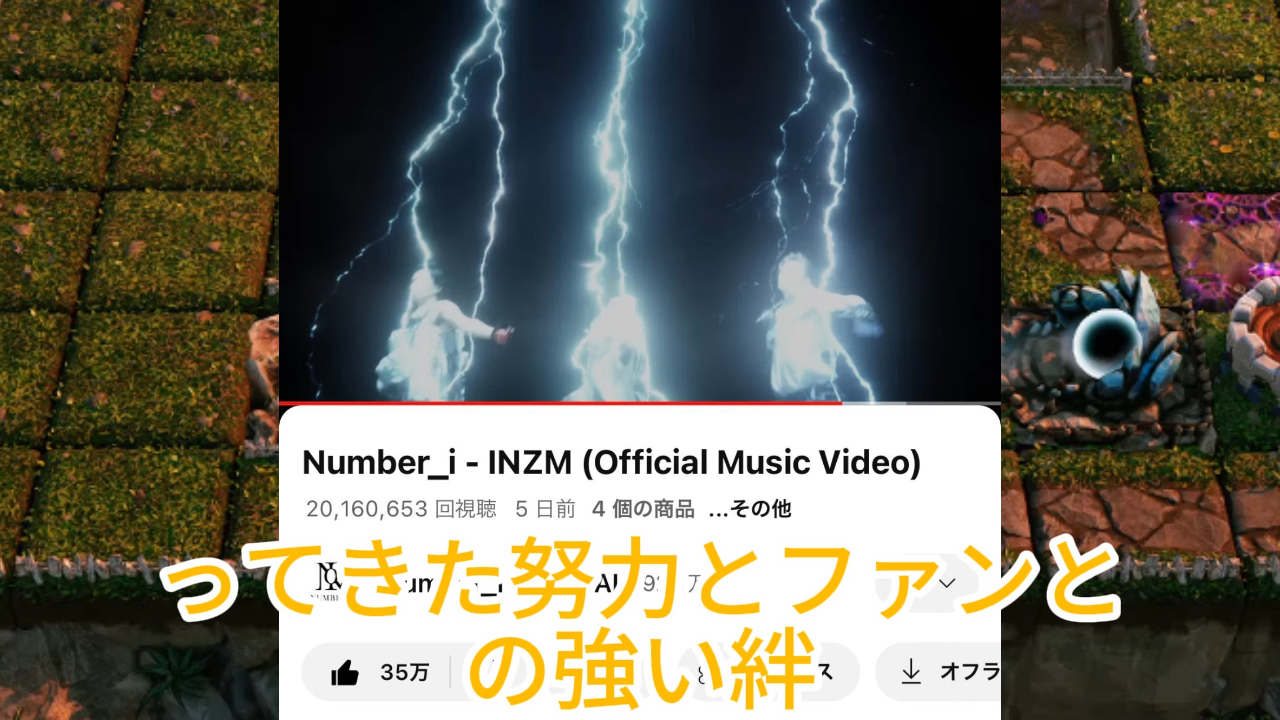 Number_i - INZM (Official Music Video)
20,160,653 回視聴 5 日前 4 個の商品 ...その他
ってきた努力とファンと
の強い絆
35万
オフラ